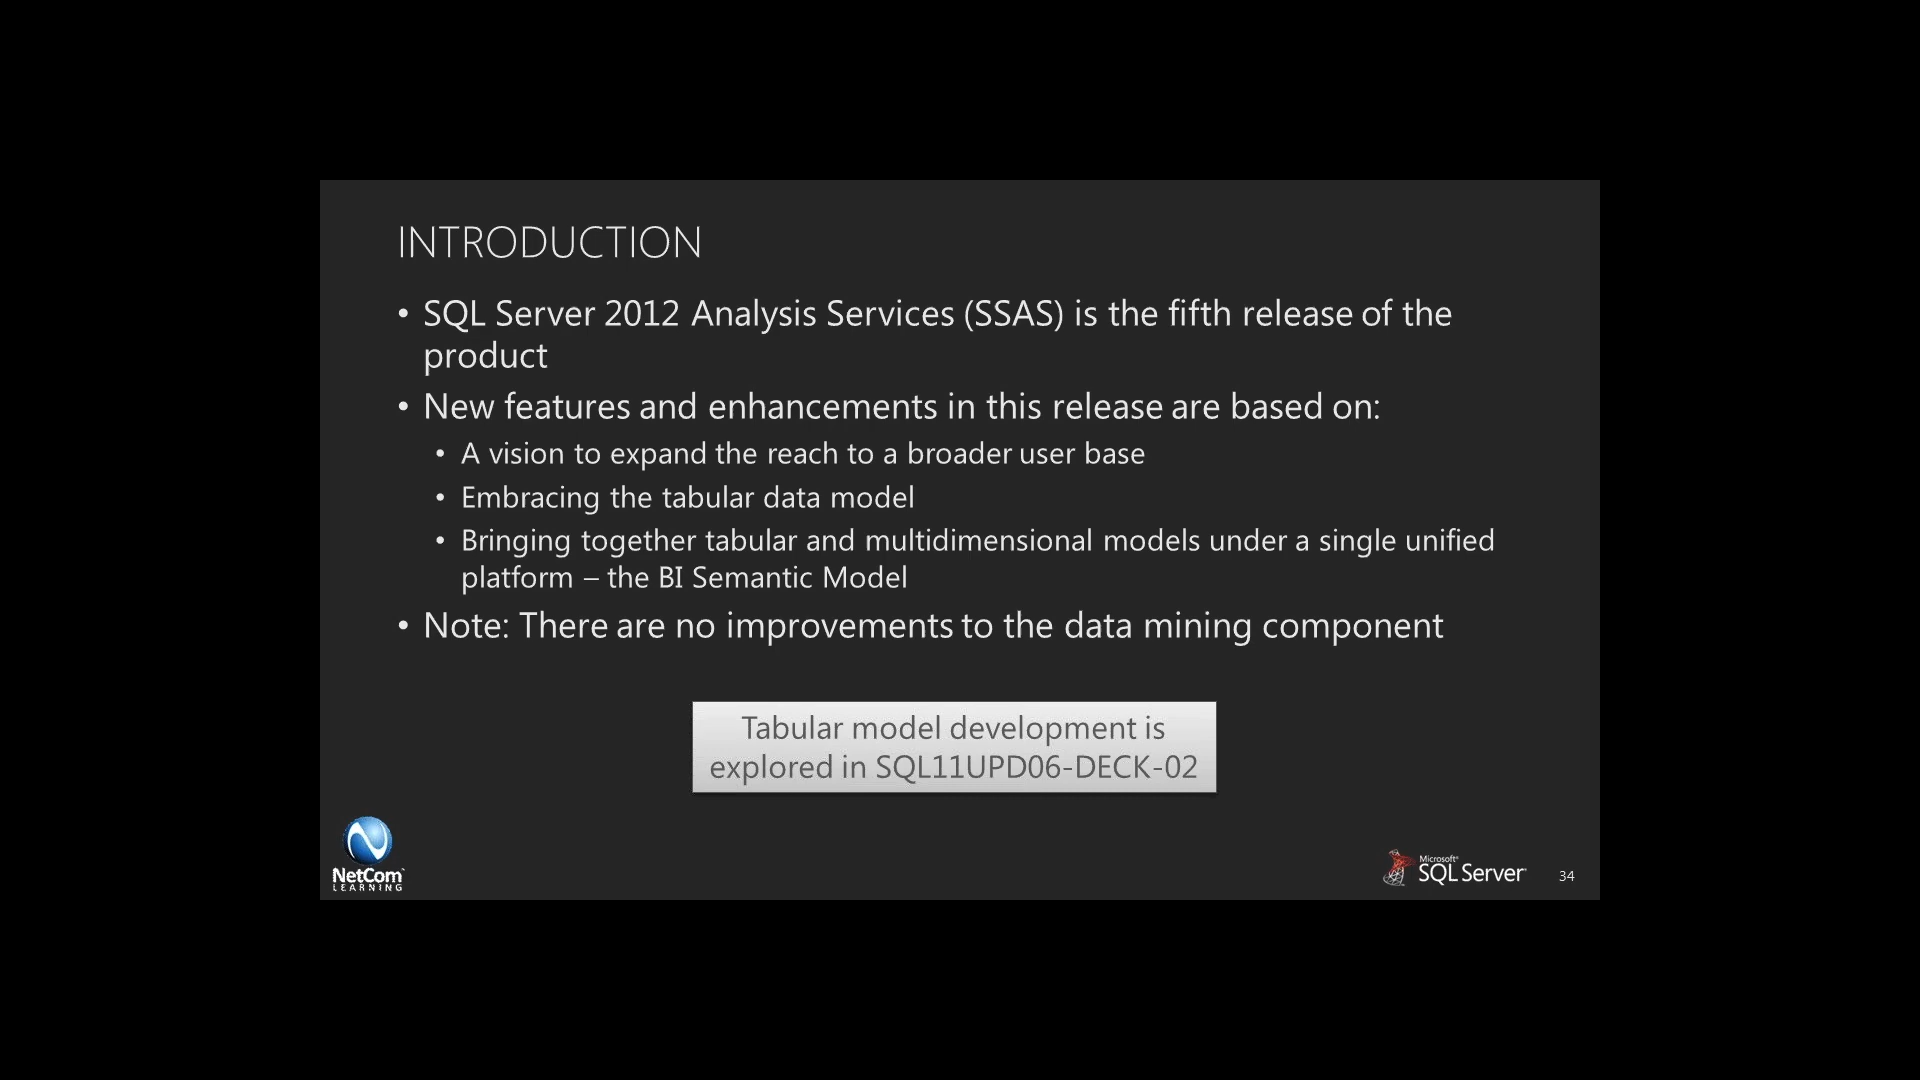 INTRODUCTION
• SQL Server 2012 Analysis Services (SSAS) is the fifth release of the
product
• New features and enhancements in this release are based on:
• A vision to expand the reach to a broader user base
• Embracing the tabular data model
• Bringing together tabular and multidimensional models under a single unified
platform – the BI Semantic Model
• Note: There are no improvements to the data mining component
Tabular model development is
explored in SQL11UPD06-DECK-02
NetCom
LEARNING
Microsoft®
SQL Server
34